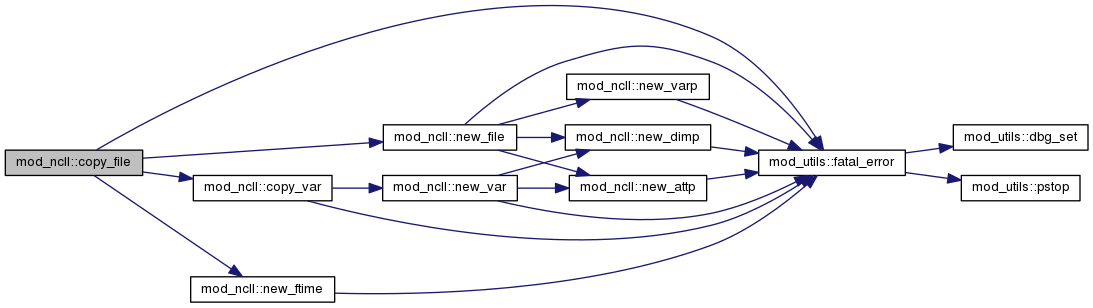 mod_ncll::copy_file
mod_ncll::new_file
mod_ncll::copy_var
mod_ncll::new_ftime
mod_ncll::new_var
mod_ncll::new_varp
mod_ncll::new_dimp
mod_ncll::new_attp
mod_utils::fatal_error
mod_utils::dbg_set
mod_utils::pstop